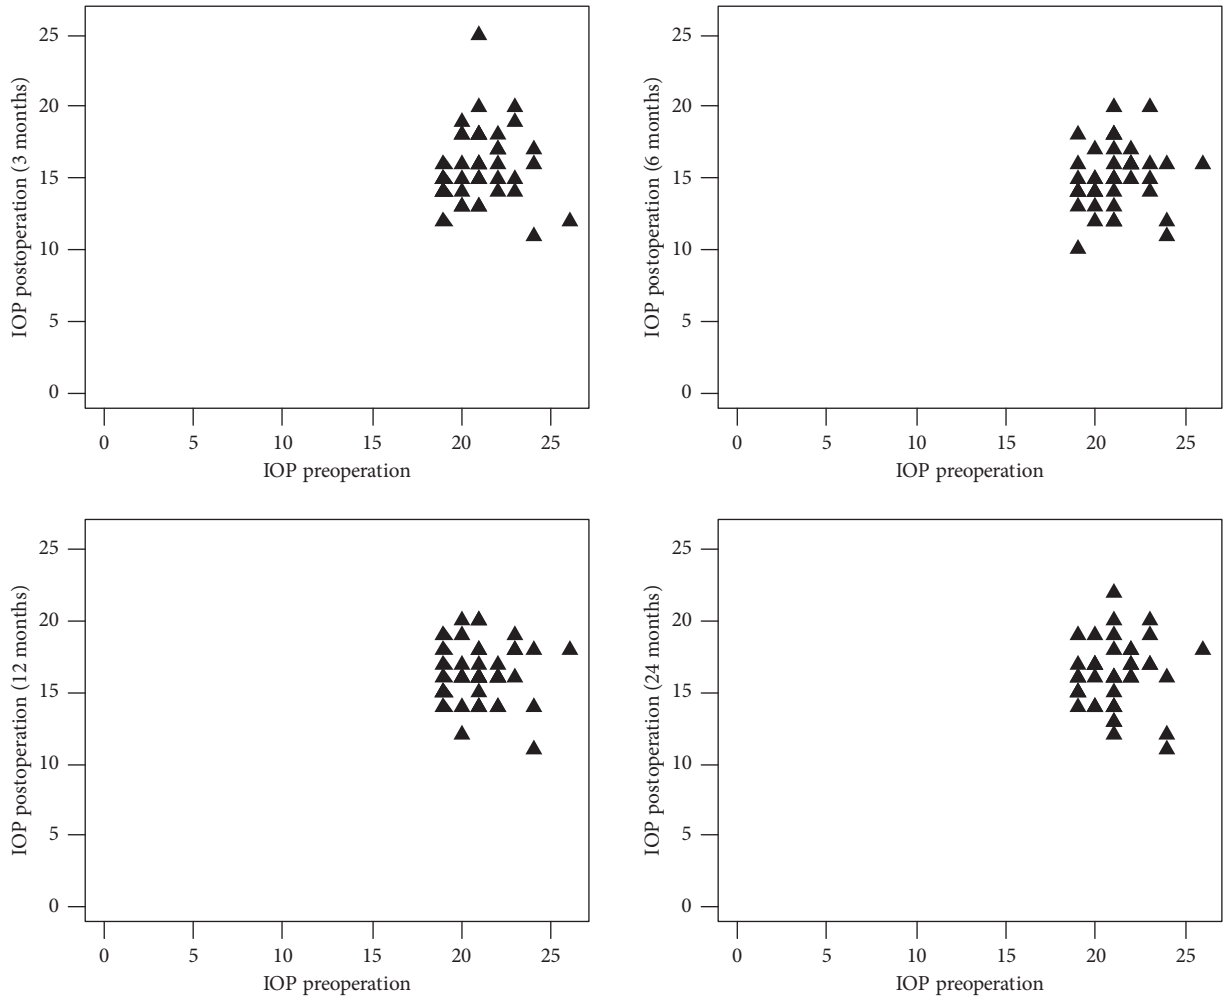 25
20
15
10
5
0
IOP postoperation (3 months)
0 5 10 15 20 25
IOP preoperation
25
20
15
10
5
0
IOP postoperation (6 months)
0 5 10 15 20 25
IOP preoperation
25
20
15
10
5
0
IOP postoperation (12 months)
0 5 10 15 20 25
IOP preoperation
25
20
15
10
5
0
IOP postoperation (24 months)
0 5 10 15 20 25
IOP preoperation